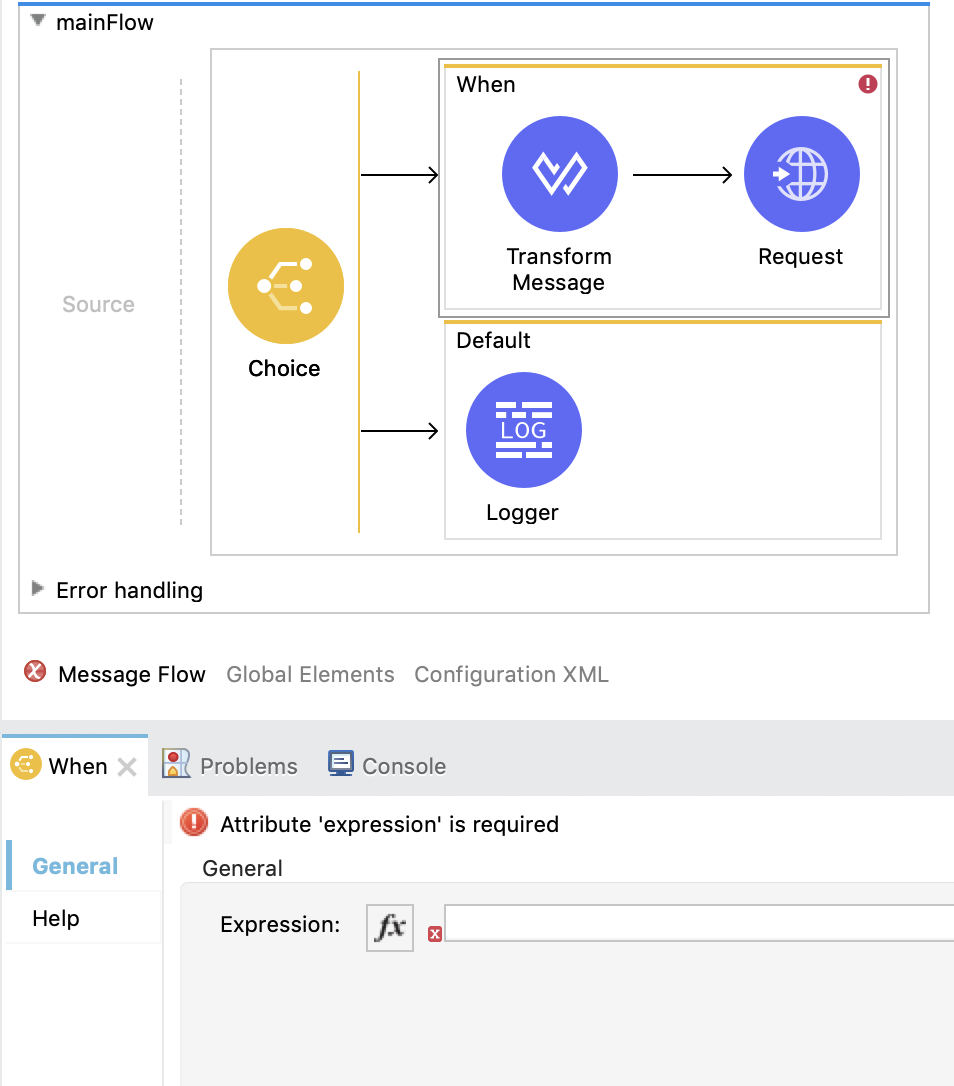 mainFlow
When
Source
Transform
Message
Request
Choice
Default
LOG
Logger
Error handling
Message Flow Global Elements Configuration XML
When Problems Console
Attribute 'expression' is required
General
General
Help
Expression: fx